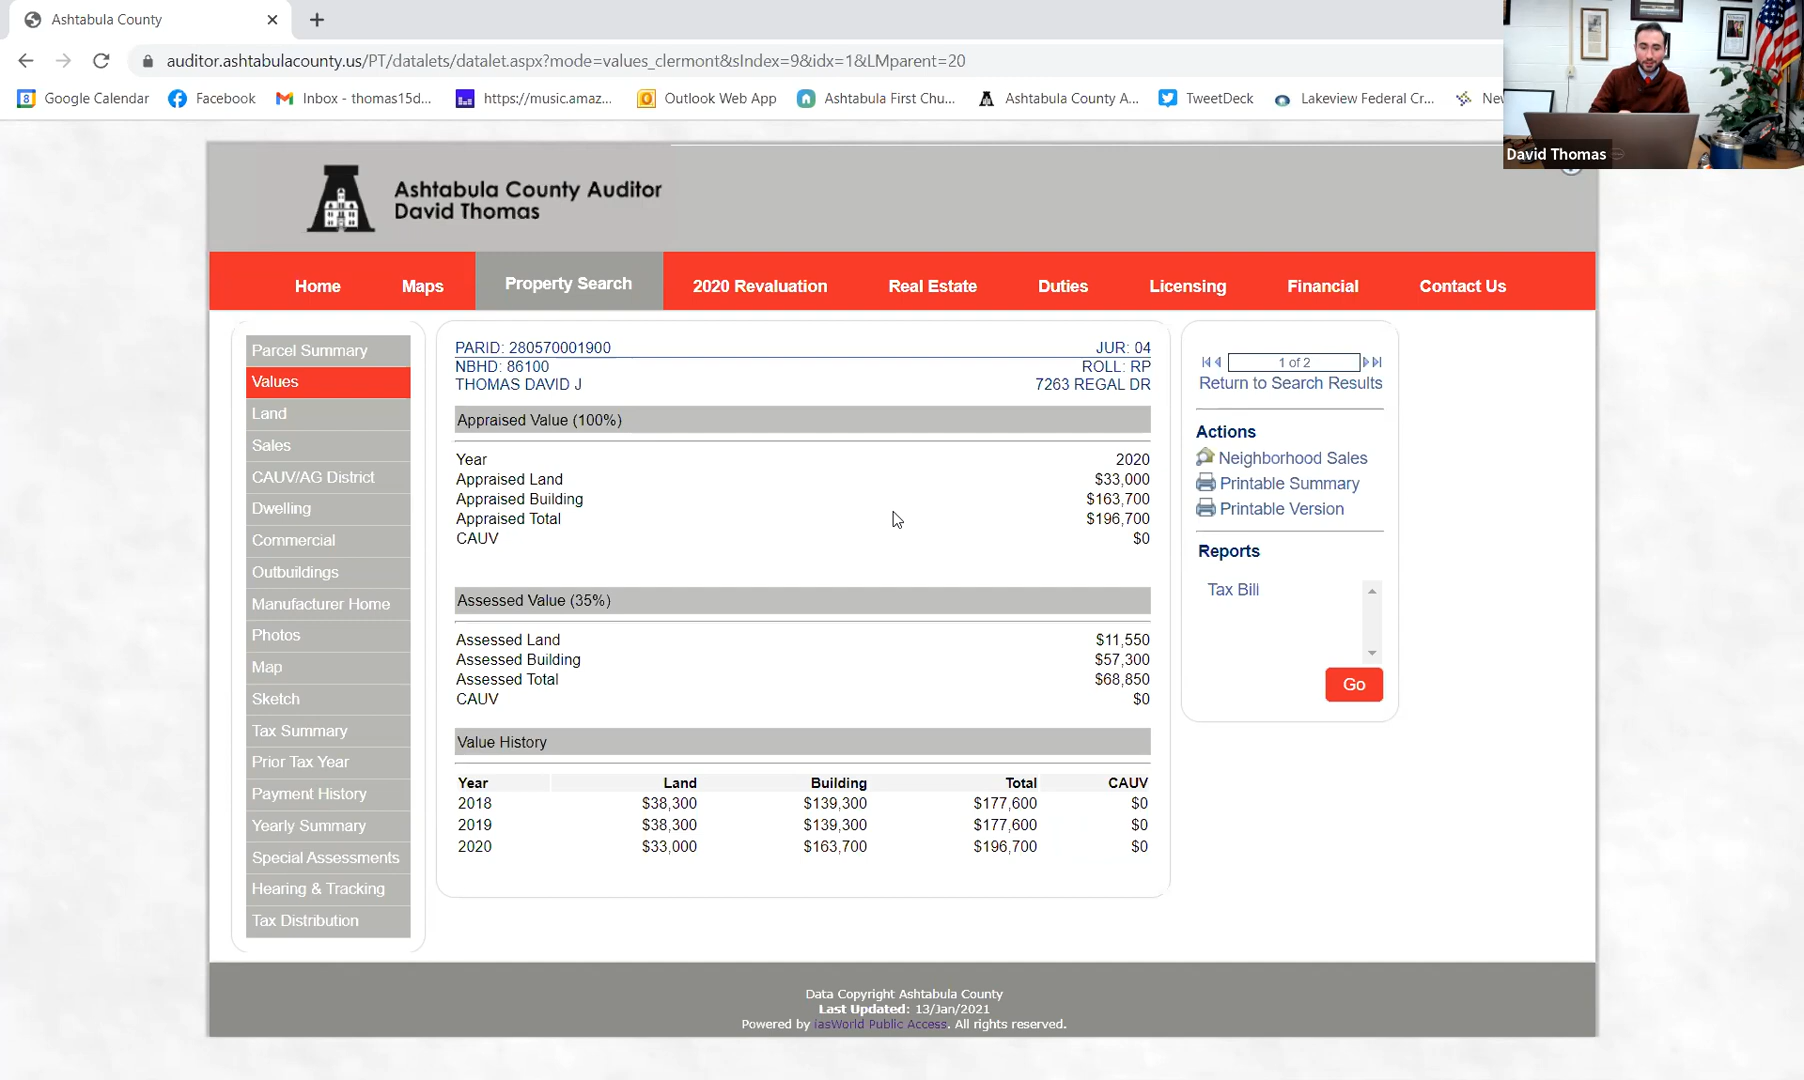 Ashtabula County
auditor.ashtabulacounty.us/PT/datalets/datalet.aspx?mode=values_clermont&sIndex=9&idx=1&LMparent=20
8 Google Calendar Facebook Inbox - thomas15d... https://music.amaz... Outlook Web App Ashtabula First Chu... Ashtabula County A... TweetDeck Lakeview Federal Cr... Nev
David Thomas
Ashtabula County Auditor
David Thomas
Home Maps Property Search 2020 Revaluation Real Estate Duties Licensing Financial Contact Us
Parcel Summary
Values
Land
Sales
CAUV/AG District
Dwelling
Commercial
Outbuildings
Manufacturer Home
Photos
Map
Sketch
Tax Summary
Prior Tax Year
Payment History
Yearly Summary
Special Assessments
Hearing & Tracking
Tax Distribution
PARID: 280570001900 JUR: 04
NBHD: 86100 ROLL: RP
THOMAS DAVID J 7263 REGAL DR
Appraised Value (100%)
Year 2020
Appraised Land $33,000
Appraised Building $163,700
Appraised Total $196,700
CAUV $0
Assessed Value (35%)
Assessed Land $11,550
Assessed Building $57,300
Assessed Total $68,850
CAUV $0
Value History
Year Land Building Total CAUV
2018 $38,300 $139,300 $177,600 $0
2019 $38,300 $139,300 $177,600 $0
2020 $33,000 $163,700 $196,700 $0
1 of 2
Return to Search Results
Actions
Neighborhood Sales
Printable Summary
Printable Version
Reports
Tax Bill
Go
Data Copyright Ashtabula County
Last Updated: 13/Jan/2021
Powered by iasWorld Public Access. All rights reserved.